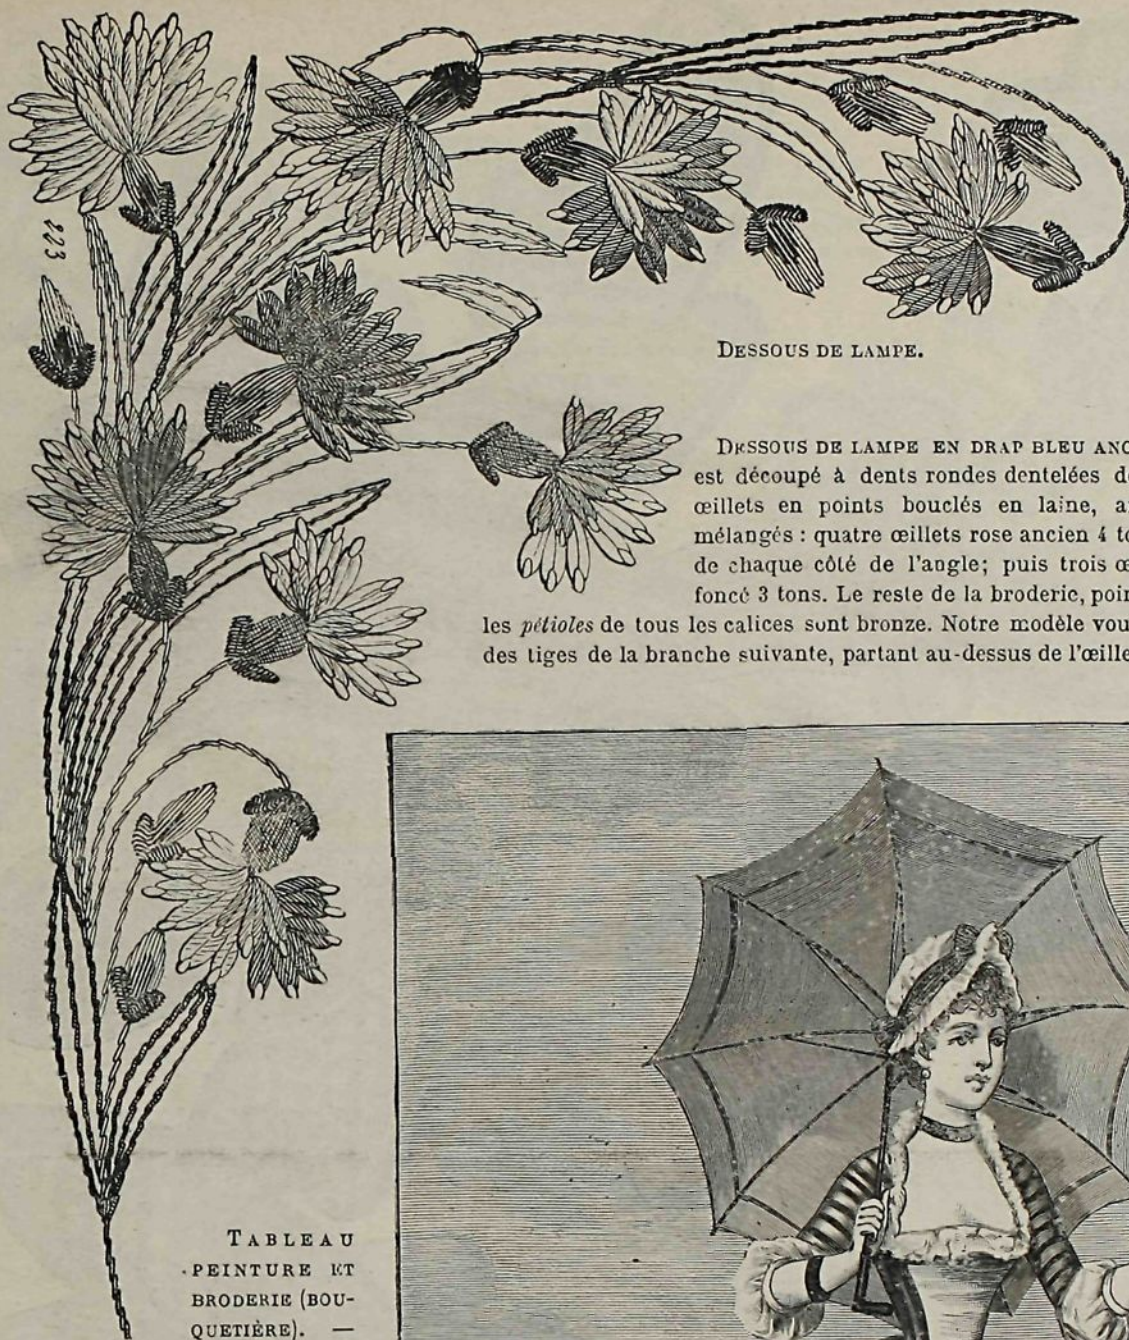 223
DESSOUS DE LAMPE.
DESSOUS DE LAMPE EN DRAP BLEU ANC
est découpé à dents rondes dentelées d
œillets en points bouclés en laine, a
mélangés : quatre œillets rose ancien 4 to
de chaque côté de l'angle; puis trois œ
foncé 3 tons. Le reste de la broderie, poin
les pétioles de tous les calices sont bronze. Notre modèle vou
des tiges de la branche suivante, partant au-dessus de l'œille
TABLEAU
PEINTURE ET
BRODERIE (BOU-
QUETIÈRE). —